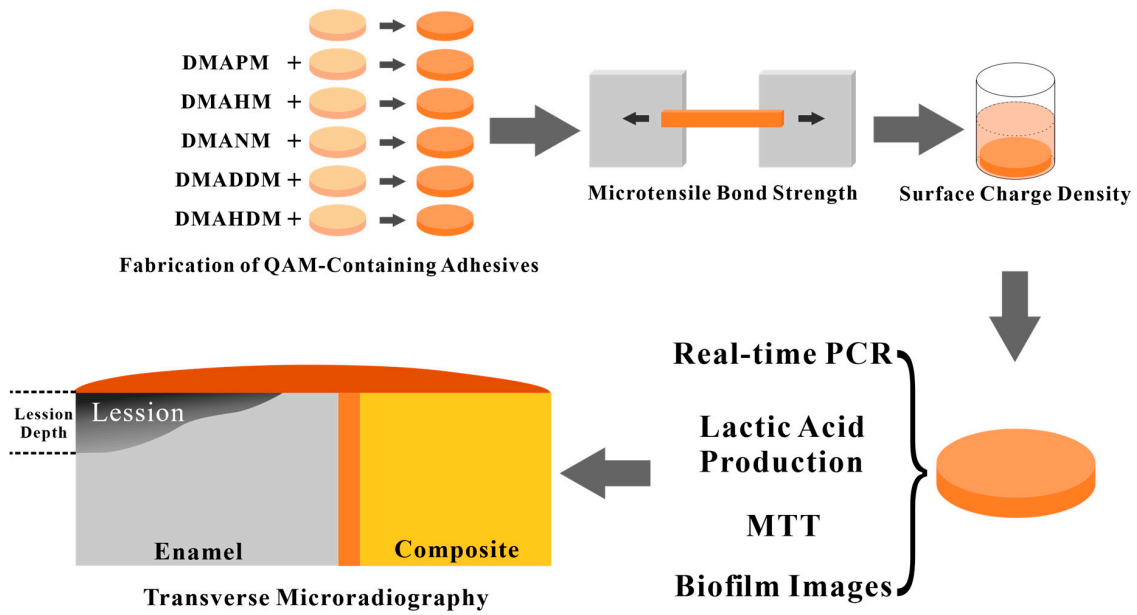 DMAPM +
DMAHM +
DMANM +
DMADDM +
DMAHDM +
Fabrication of QAM-Containing Adhesives
Microtensile Bond Strength
Surface Charge Density
Real-time PCR
Lactic Acid
Production
MTT
Biofilm Images
Lession
Depth
Lession
Enamel
Composite
Transverse Microradiography